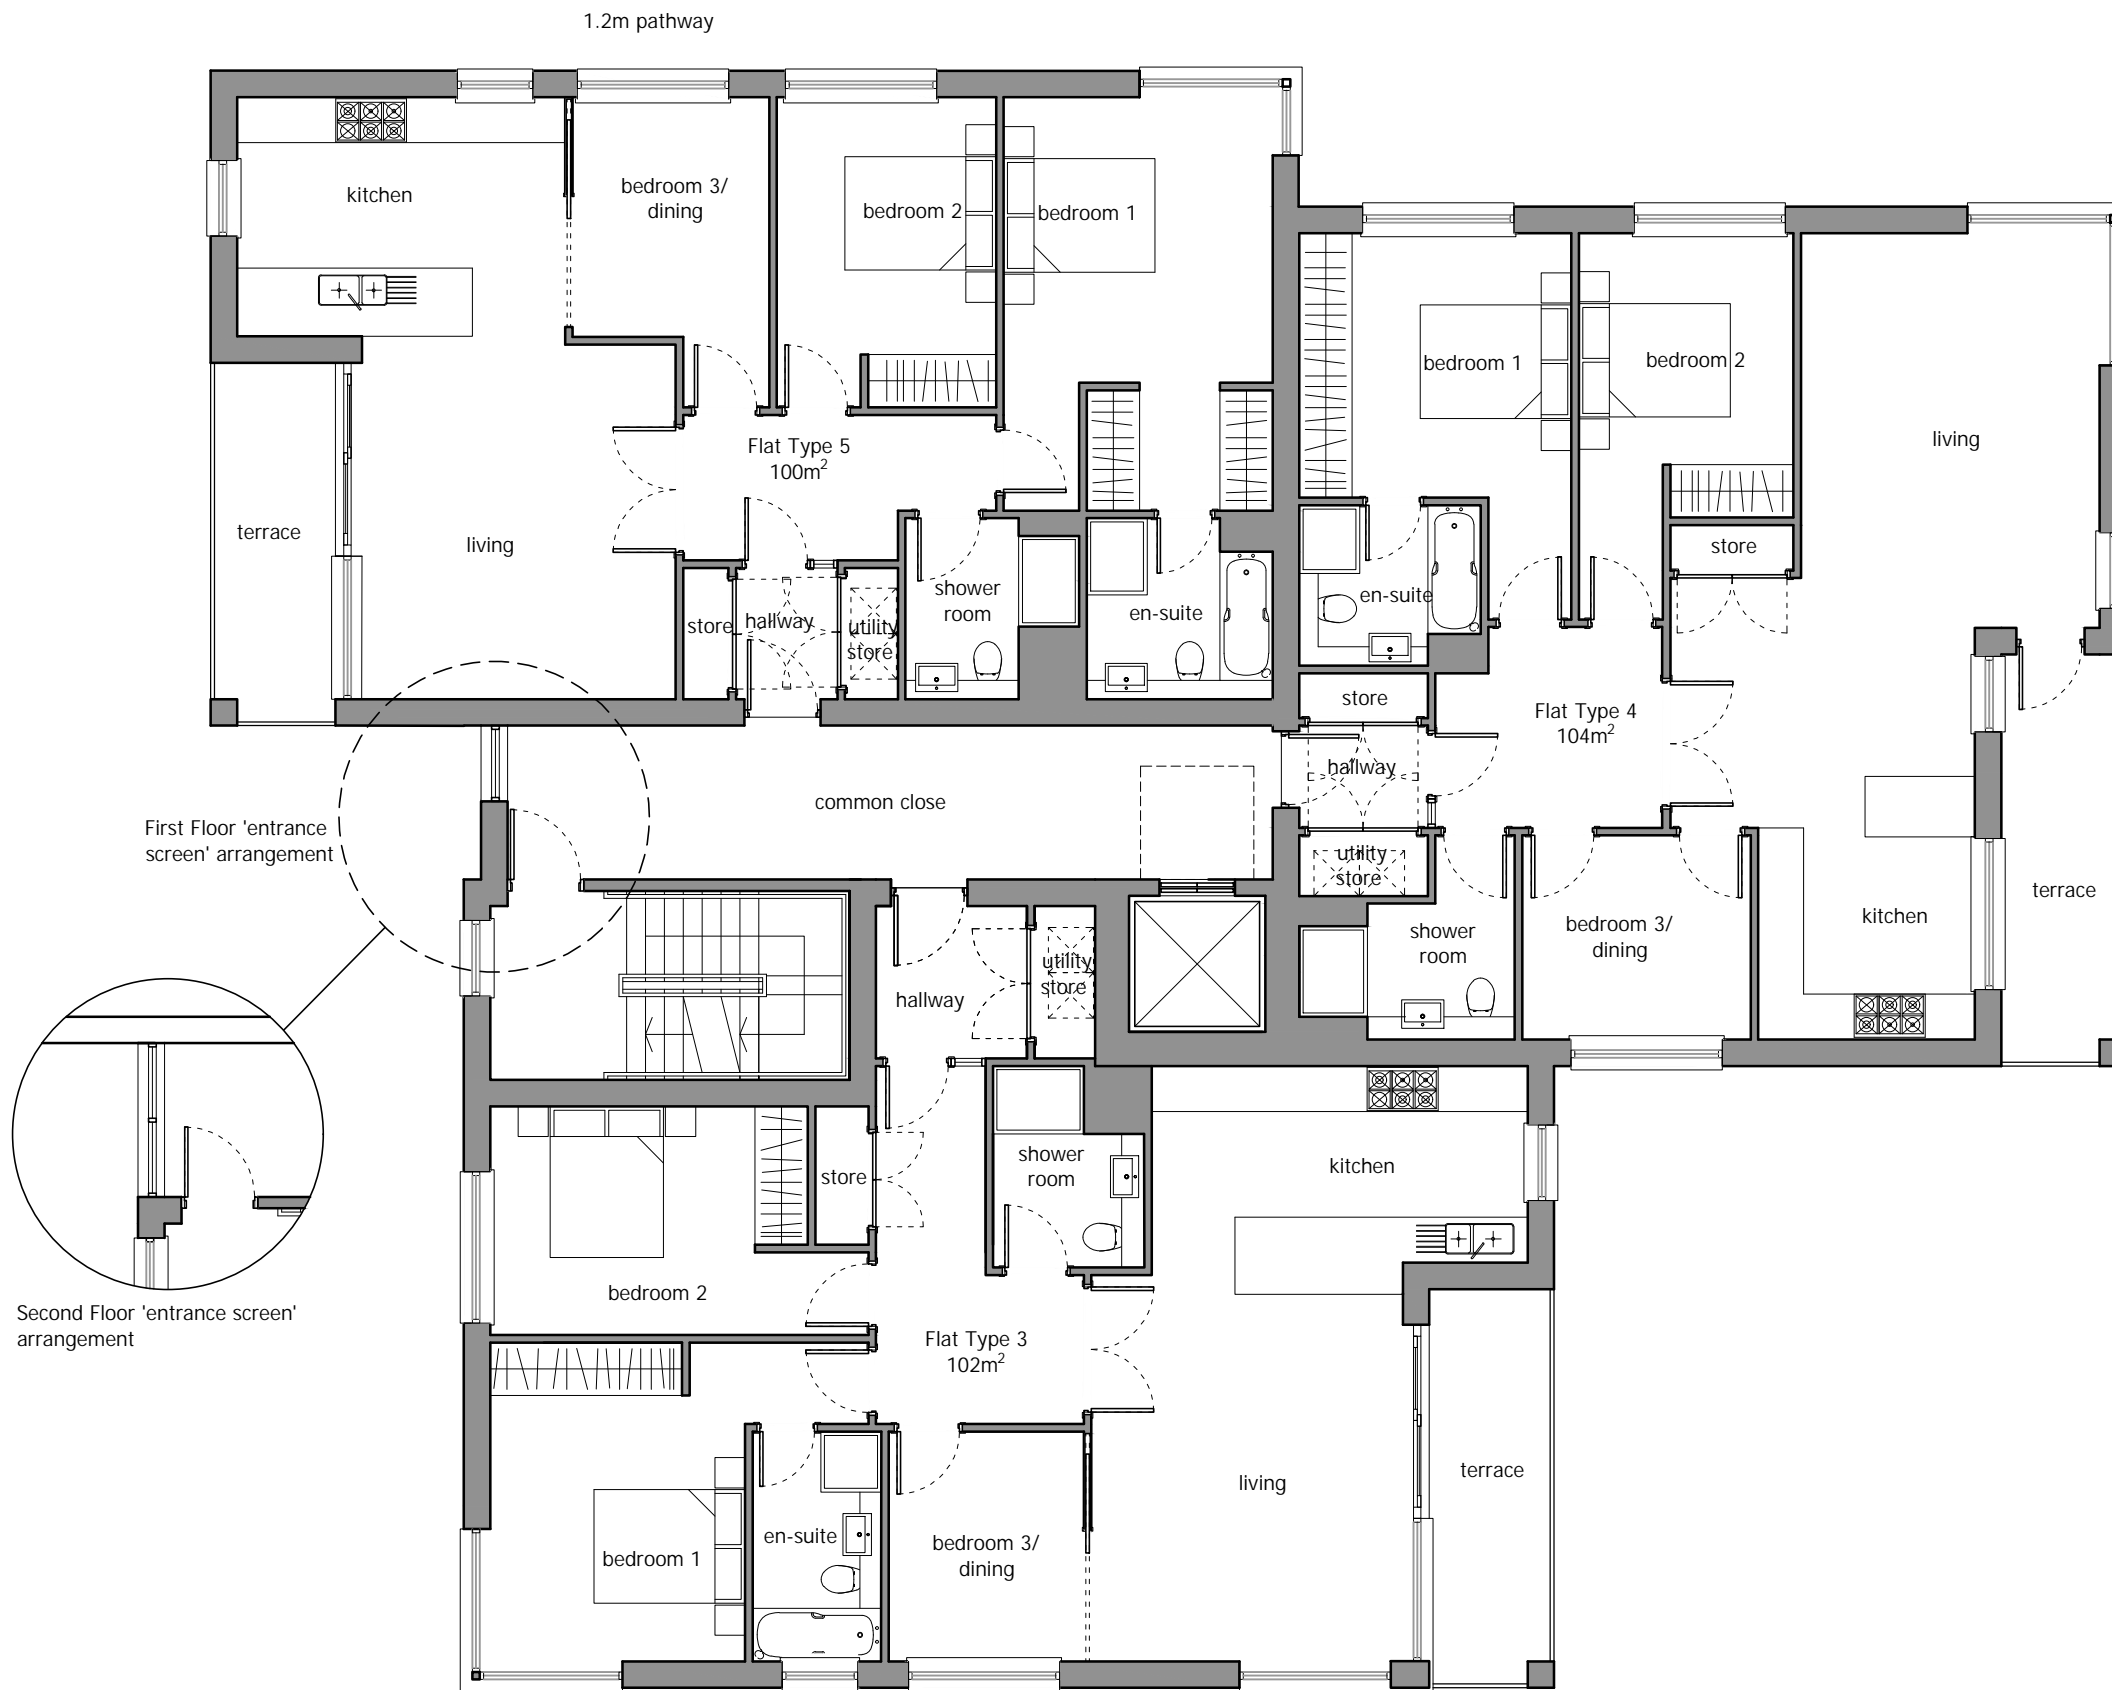 1.2m pathway
kitchen
bedroom 3/
dining
bedroom 2
bedroom 1
Flat Type 5
100m²
terrace
living
store
hallway
utility
store
shower
room
en-suite
bedroom 1
bedroom 2
living
store
en-suite
store
Flat Type 4
104m²
hallway
utility
store
shower
room
bedroom 3/
dining
kitchen
terrace
common close
First Floor 'entrance
screen' arrangement
Second Floor 'entrance screen'
arrangement
hallway
utility
store
shower
room
store
kitchen
bedroom 2
Flat Type 3
102m²
bedroom 1
en-suite
bedroom 3/
dining
living
terrace